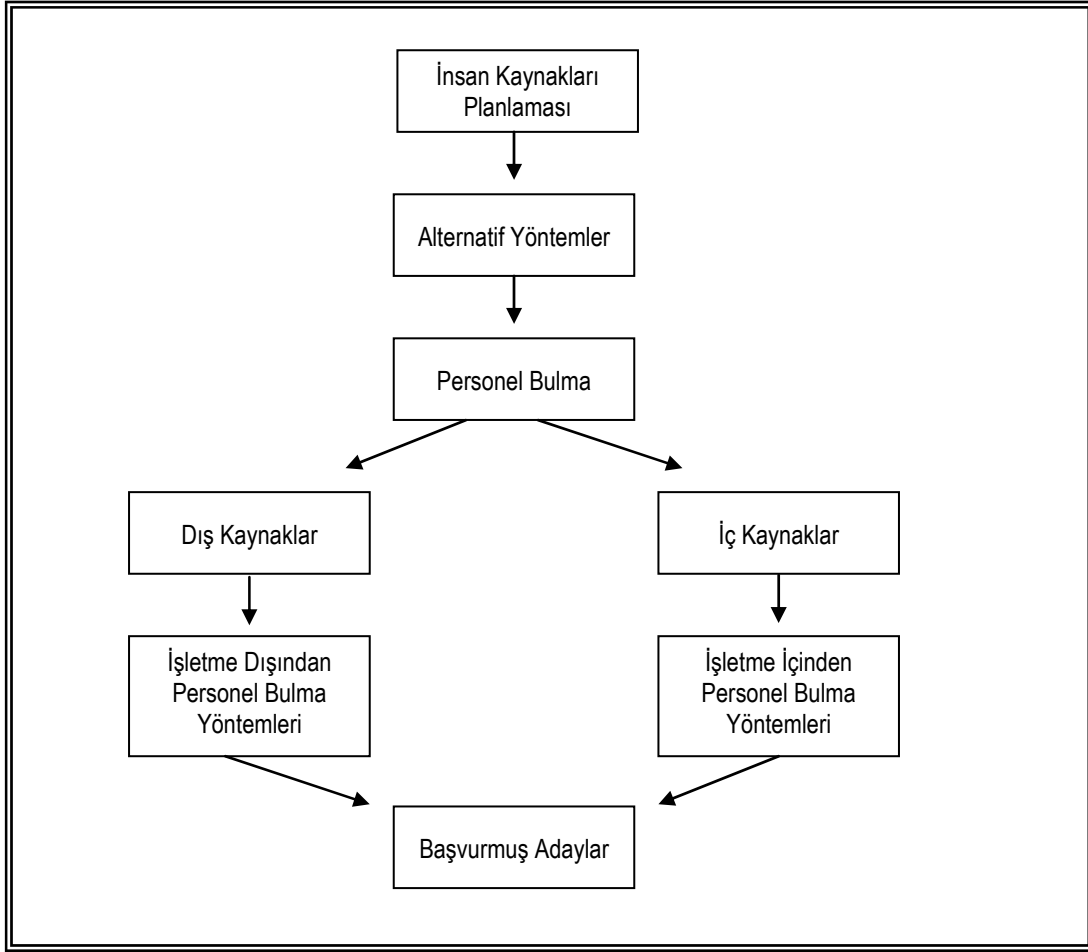 İnsan Kaynakları
Planlaması
Alternatif Yöntemler
Personel Bulma
Dış Kaynaklar
İç Kaynaklar
İşletme Dışından
Personel Bulma
Yöntemleri
İşletme İçinden
Personel Bulma
Yöntemleri
Başvurmuş Adaylar